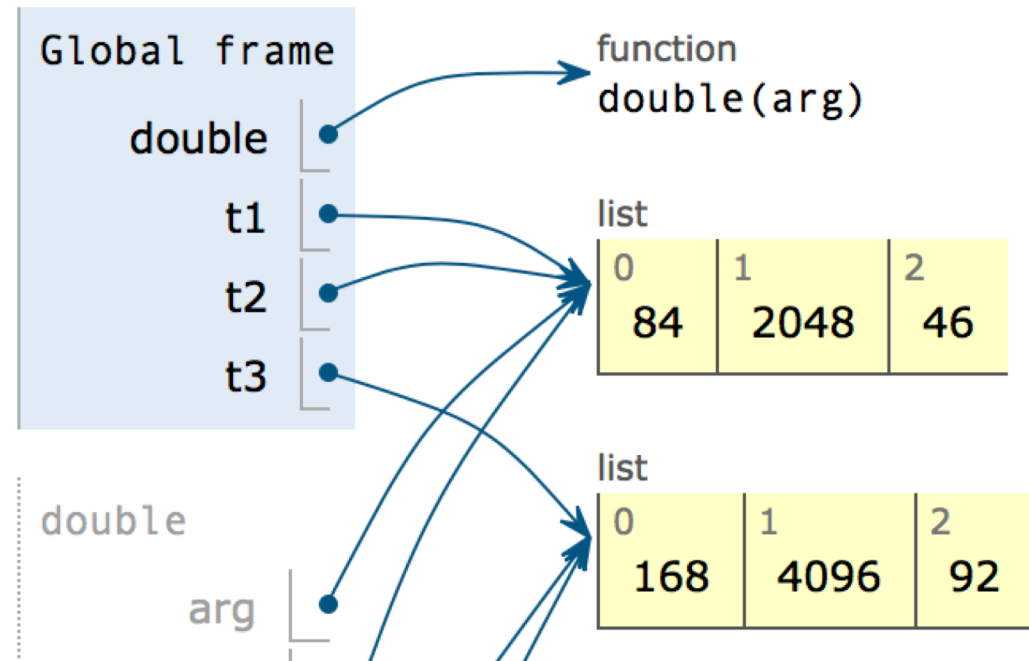 Global frame
double
t1
t2
t3
function
double(arg)
list
0 1 2
84 2048 46
list
0 1 2
168 4096 92
double
arg